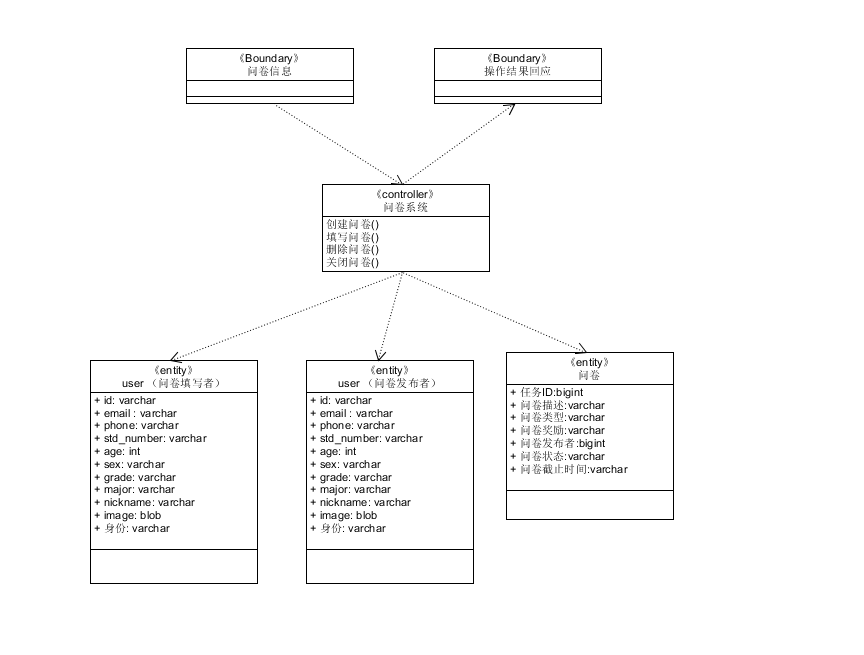 《Boundary》
问卷信息
《Boundary》
操作结果回应
《controller》
问卷系统
创建问卷()
填写问卷()
删除问卷()
关闭问卷()
《entity》
user （问卷填写者）
+ id: varchar
+ email : varchar
+ phone: varchar
+ std_number: varchar
+ age: int
+ sex: varchar
+ grade: varchar
+ major: varchar
+ nickname: varchar
+ image: blob
+ 身份: varchar
《entity》
user （问卷发布者）
+ id: varchar
+ email : varchar
+ phone: varchar
+ std_number: varchar
+ age: int
+ sex: varchar
+ grade: varchar
+ major: varchar
+ nickname: varchar
+ image: blob
+ 身份: varchar
《entity》
问卷
+ 任务ID:bigint
+ 问卷描述:varchar
+ 问卷类型:varchar
+ 问卷奖励:varchar
+ 问卷发布者:bigint
+ 问卷状态:varchar
+ 问卷截止时间:varchar